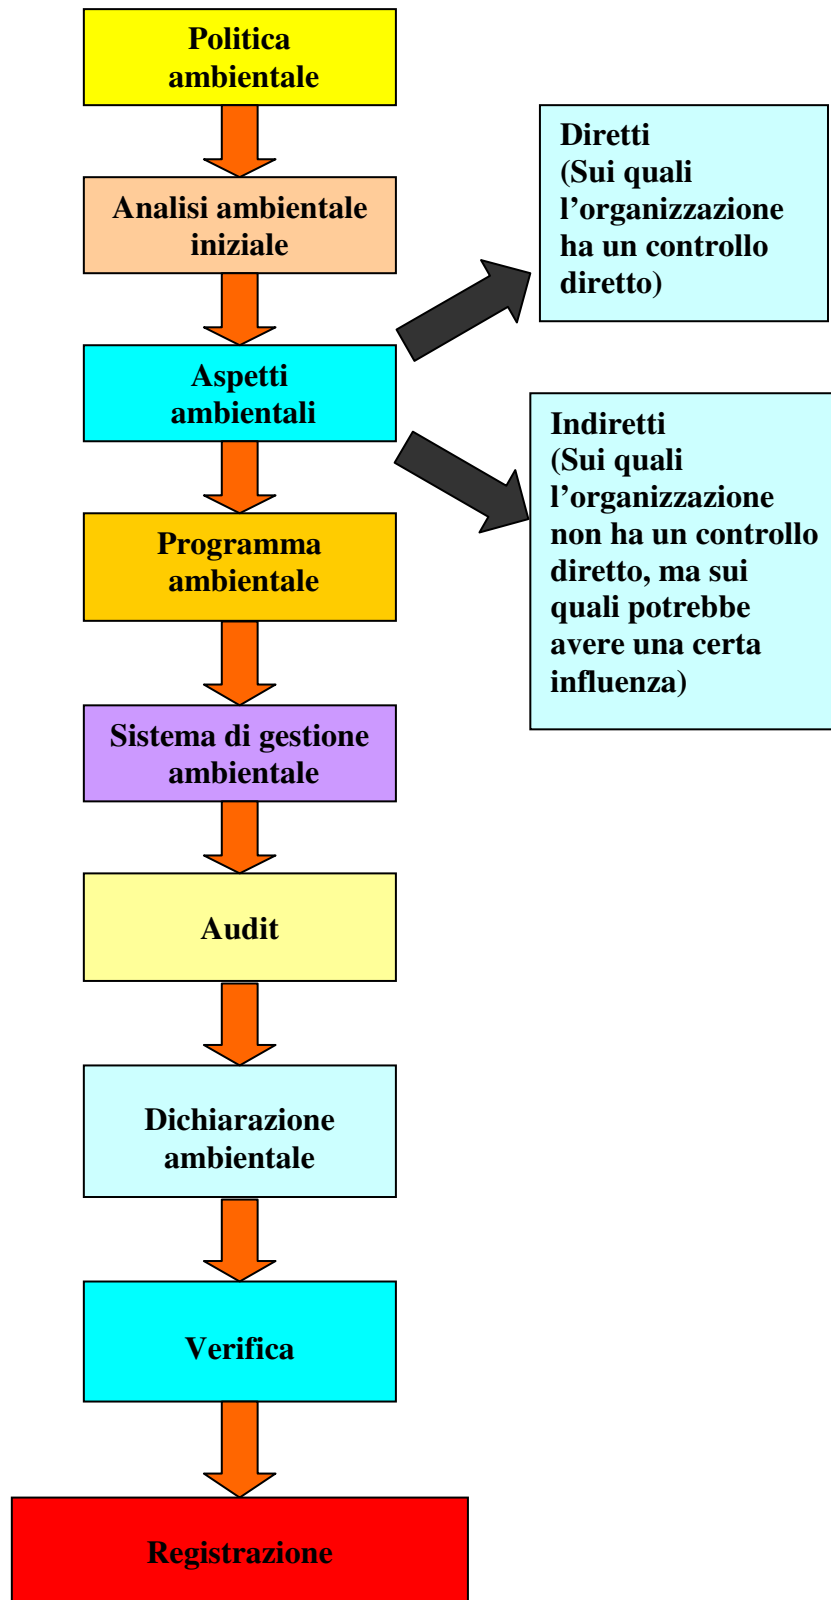 Politica
ambientale
Analisi ambientale
iniziale
Aspetti
ambientali
Diretti
(Sui quali
l’organizzazione
ha un controllo
diretto)
Indiretti
(Sui quali
l’organizzazione
non ha un controllo
diretto, ma sui
quali potrebbe
avere una certa
influenza)
Programma
ambientale
Sistema di gestione
ambientale
Audit
Dichiarazione
ambientale
Verifica
Registrazione